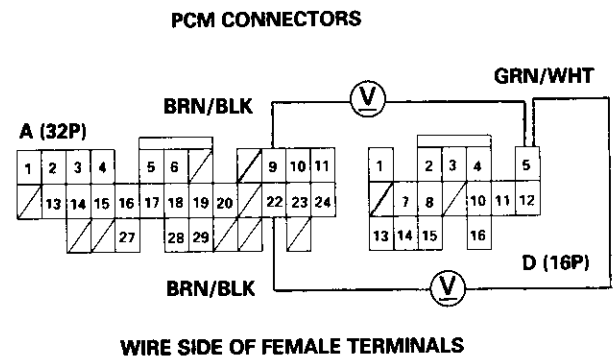 PCM CONNECTORS
GRN/WHT
BRN/BLK
V
A (32P)
1 2 3 4 5 6 9 10 11
13 14 15 16 17 18 19 20 22 23 24
27 28 29
1 2 3 4 5
7 8 10 11 12
13 14 15 16
D (16P)
BRN/BLK
V
WIRE SIDE OF FEMALE TERMINALS